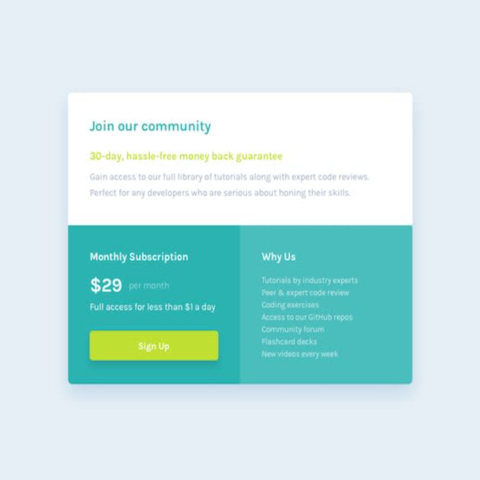 Join our community
30-day, hassle-free money back guarantee
Gain access to our full library of tutorials along with expert code reviews.
Perfect for any developers who are serious about honing their skills.
Monthly Subscription
$29 per month
Full access for less than $1 a day
Sign Up
Why Us
Tutorials by industry experts
Peer & expert code review
Coding exercises
Access to our GitHub repos
Community forum
Flashcard decks
New videos every week